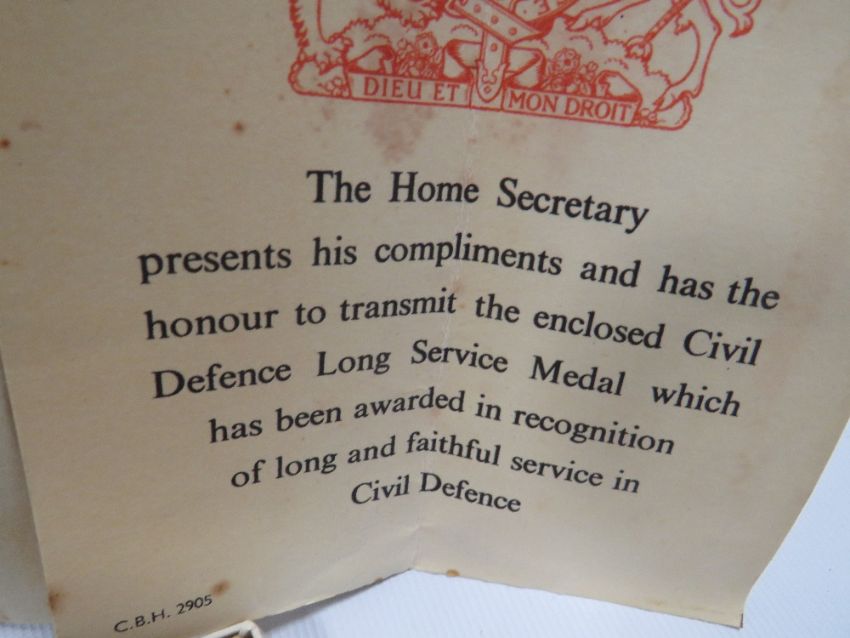 DIEU ET MON DROIT
The Home Secretary
presents his compliments and has the
honour to transmit the enclosed Civil
Defence Long Service Medal which
has been awarded in recognition
of long and faithful service in
Civil Defence
C.B.H. 2905